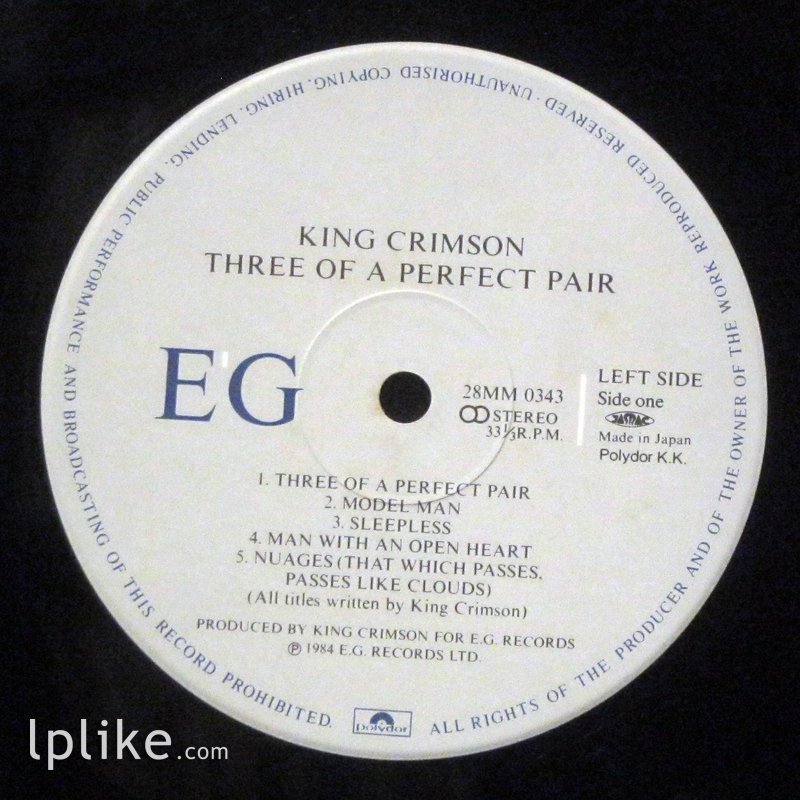 KING CRIMSON
THREE OF A PERFECT PAIR
EG
28MM 0343
STEREO
33 1/3 R.P.M.
LEFT SIDE
Side one
JASRAC
Made in Japan
Polydor K.K.
1. THREE OF A PERFECT PAIR
2. MODEL MAN
3. SLEEPLESS
4. MAN WITH AN OPEN HEART
5. NUAGES (THAT WHICH PASSES,
PASSES LIKE CLOUDS)
(All titles written by King Crimson)
PRODUCED BY KING CRIMSON FOR E.G. RECORDS
℗ 1984 E.G. RECORDS LTD.
polydor
ALL RIGHTS OF THE PRODUCER AND OF THE OWNER OF THE WORK REPRODUCED RESERVED · UNAUTHORISED COPYING, HIRING, LENDING, PUBLIC PERFORMANCE AND BROADCASTING OF THIS RECORD PROHIBITED.
lplike.com